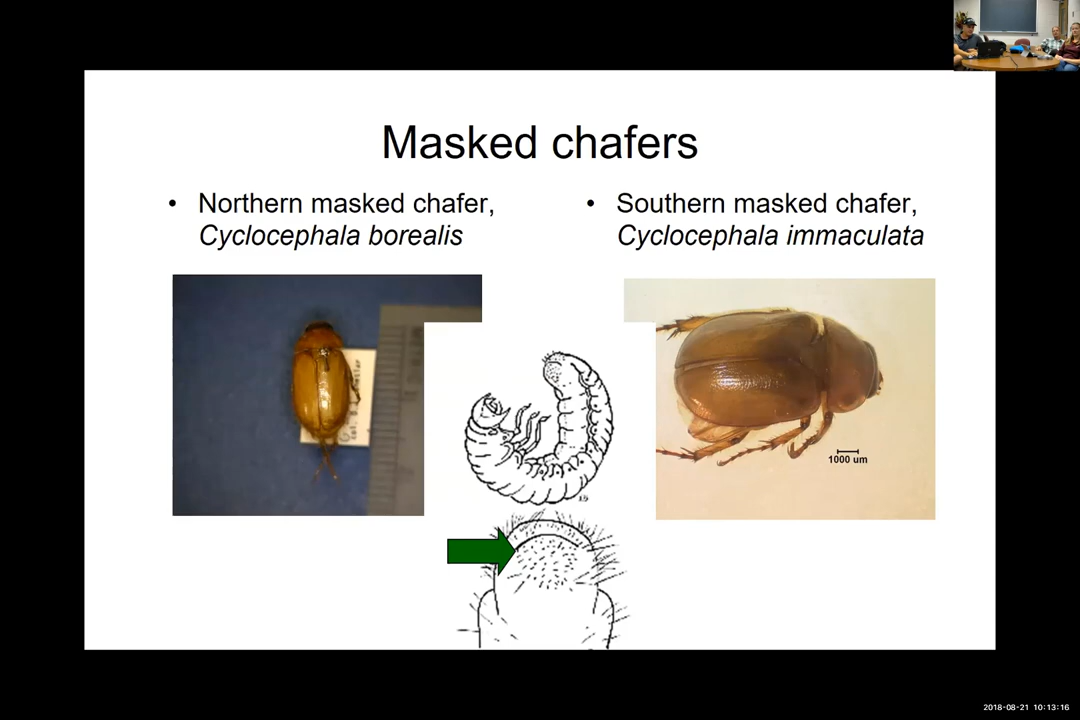 Masked chafers
• Northern masked chafer,
Cyclocephala borealis
• Southern masked chafer,
Cyclocephala immaculata
1000 um
2018-08-21 10:13:16